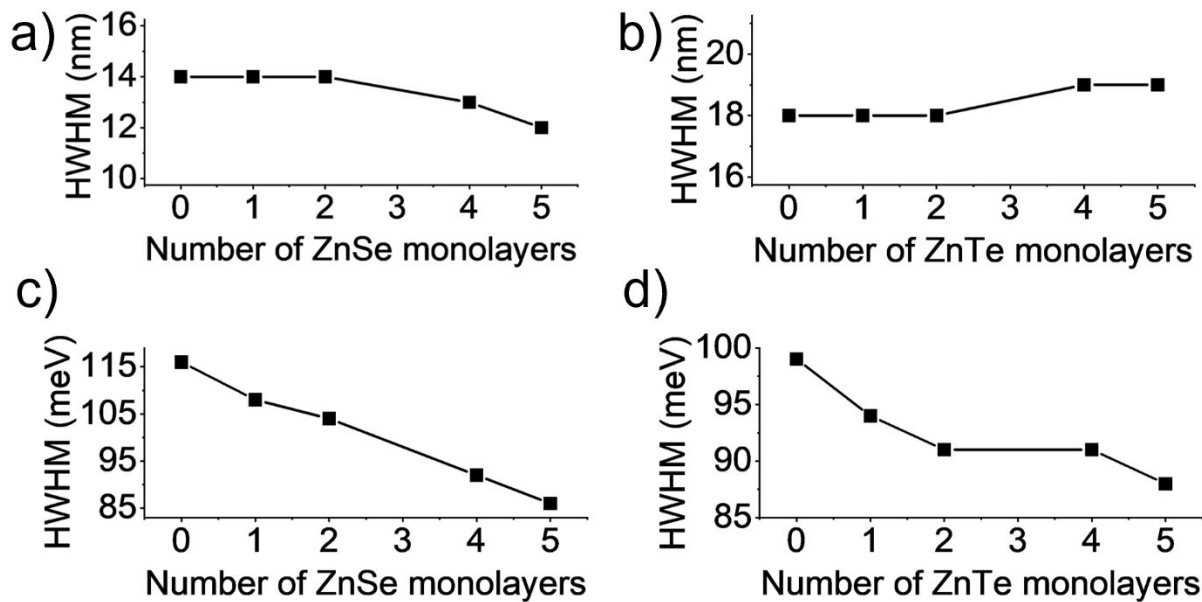 a)
HWHM (nm)
16
14
12
10
0 1 2 3 4 5
Number of ZnSe monolayers
b)
HWHM (nm)
20
18
16
0 1 2 3 4 5
Number of ZnTe monolayers
c)
HWHM (meV)
115
105
95
85
0 1 2 3 4 5
Number of ZnSe monolayers
d)
HWHM (meV)
100
95
90
85
0 1 2 3 4 5
Number of ZnTe monolayers